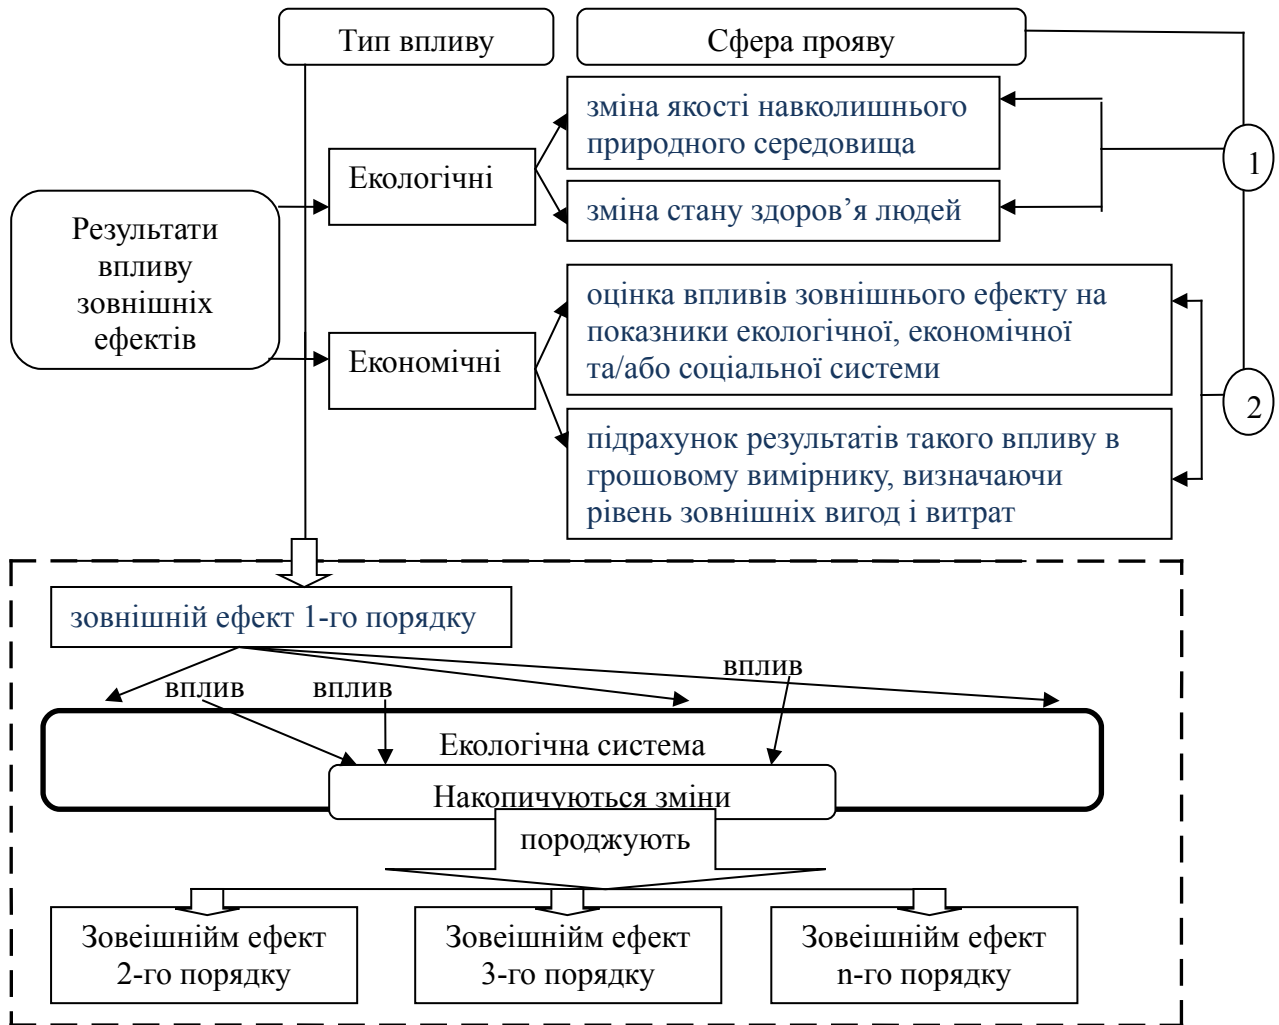 Тип впливу
Сфера прояву
зміна якості навколишнього
природного середовища
1
Екологічні
зміна стану здоров’я людей
Результати
впливу
зовнішніх
ефектів
оцінка впливів зовнішнього ефекту на
показники екологічної, економічної
та/або соціальної системи
Економічні
2
підрахунок результатів такого впливу в
грошовому вимірнику, визначаючи
рівень зовнішніх вигод і витрат
зовнішній ефект 1-го порядку
вплив
вплив
вплив
Екологічна система
Накопичуються зміни
породжують
Зовеішнійм ефект
2-го порядку
Зовеішнійм ефект
3-го порядку
Зовеішнійм ефект
n-го порядку